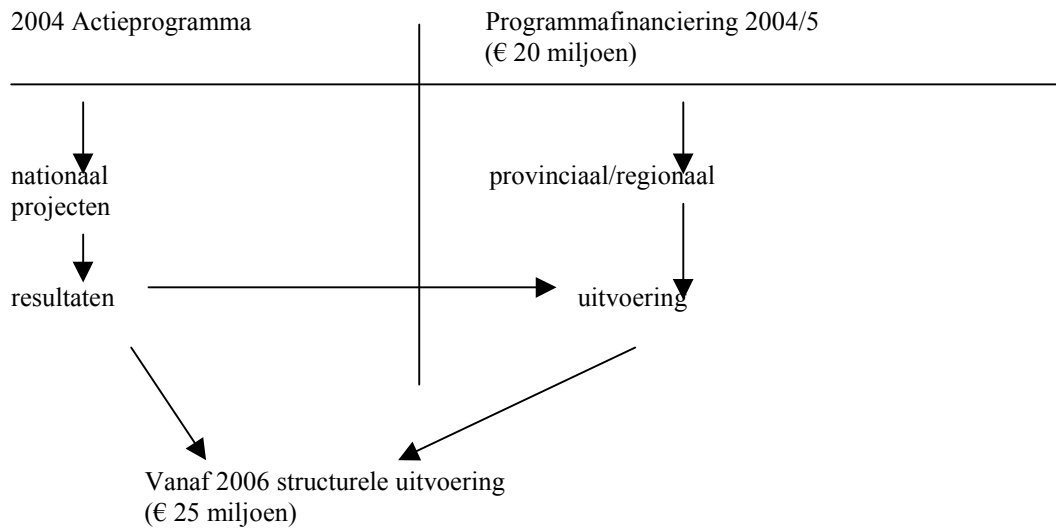 2004 Actieprogramma
Programmafinanciering 2004/5
(€ 20 miljoen)
nationaal
projecten
provinciaal/regionaal
resultaten
uitvoering
Vanaf 2006 structurele uitvoering
(€ 25 miljoen)